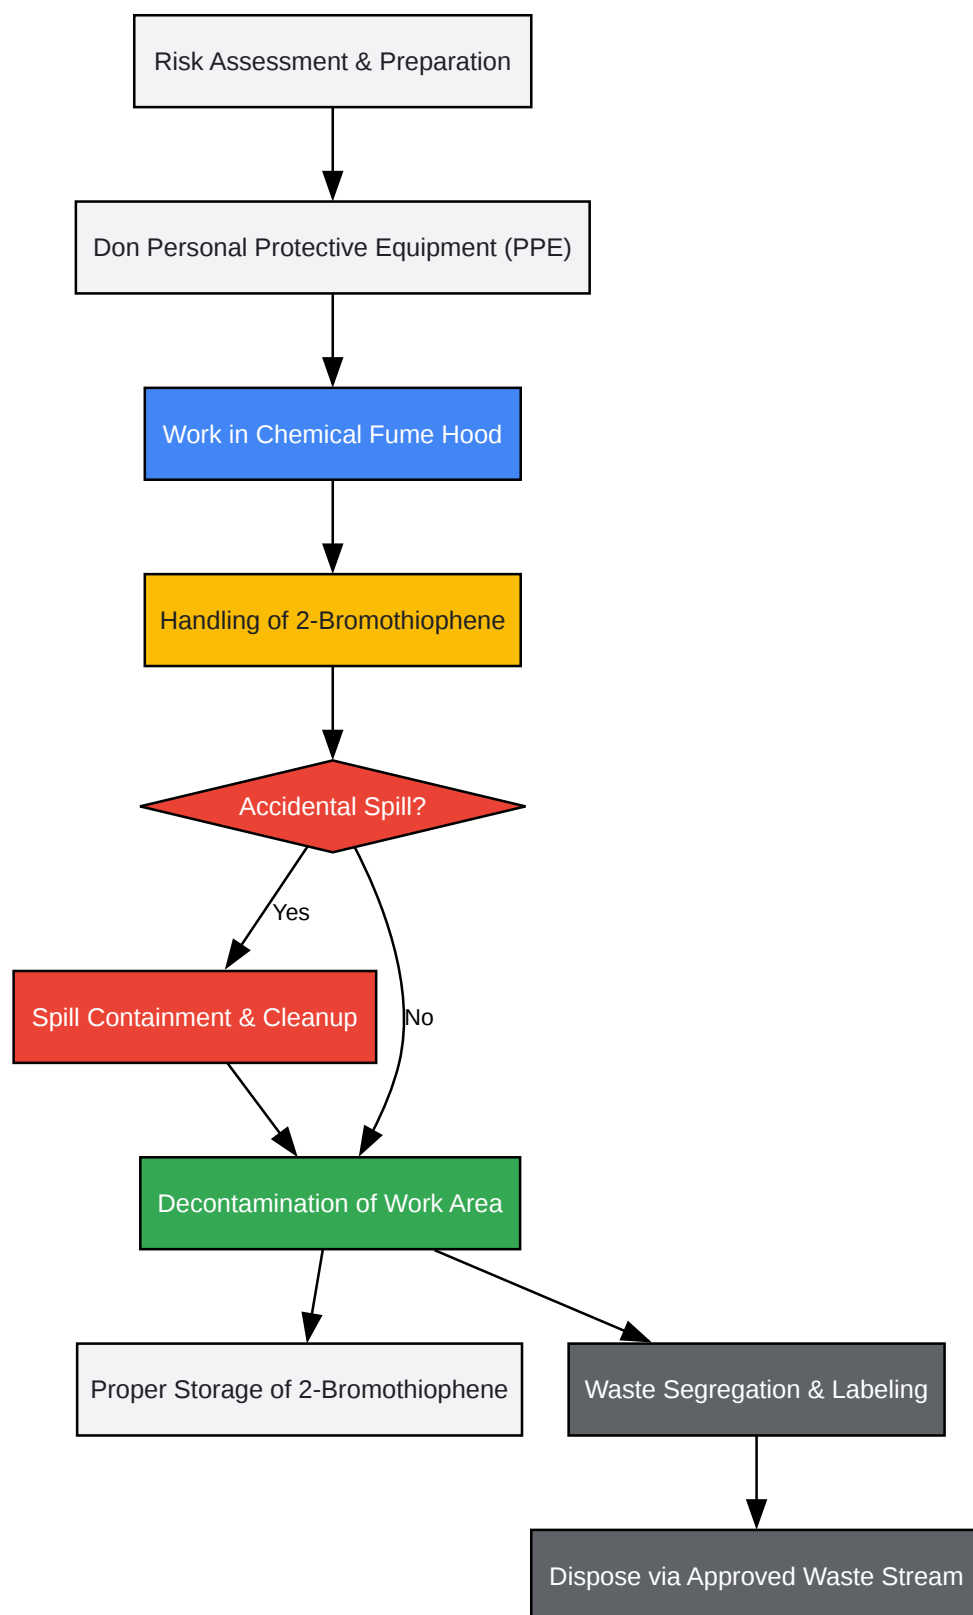 Risk Assessment & Preparation
Don Personal Protective Equipment (PPE)
Work in Chemical Fume Hood
Handling of 2-Bromothiophene
Accidental Spill?
Yes
Spill Containment & Cleanup
No
Decontamination of Work Area
Proper Storage of 2-Bromothiophene
Waste Segregation & Labeling
Dispose via Approved Waste Stream